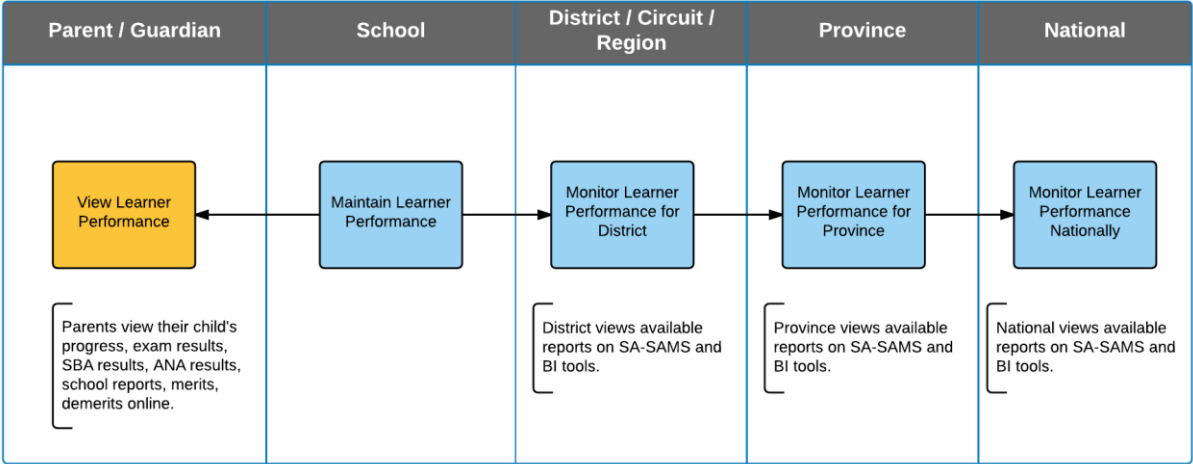 Parent / Guardian
School
District / Circuit /
Region
Province
National
View Learner
Performance
Maintain Learner
Performance
Monitor Learner
Performance for
District
Monitor Learner
Performance for
Province
Monitor Learner
Performance
Nationally
Parents view their child's
progress, exam results,
SBA results, ANA results,
school reports, merits,
demerits online.
District views available
reports on SA-SAMS and
BI tools.
Province views available
reports on SA-SAMS and
BI tools.
National views available
reports on SA-SAMS and
BI tools.